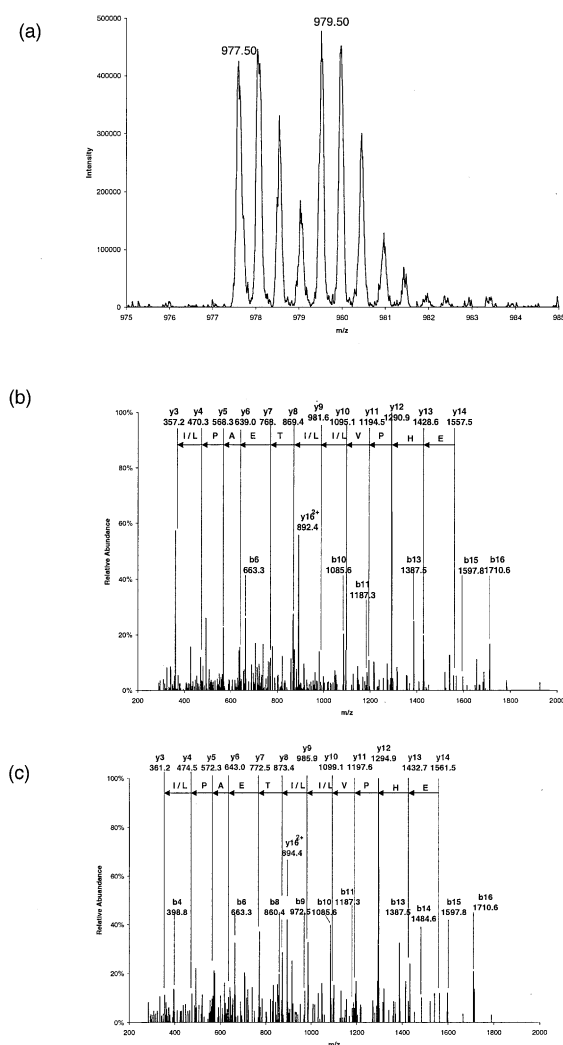 (a)
977.50
979.50
500000
400000
300000
200000
100000
0
Intensity
975 976 977 978 979 980 981 982 983 984 985
m/z
(b)
y3 y4 y5 y6 y7 y8 y9 y10 y11 y12 y13 y14
357.2 470.3 568.3 639.0 768. 869.4 981.6 1095.1 1194.5 1290.9 1428.6 1557.5
I/L P A E T I/L I/L V P H E
100%
80%
60%
40%
20%
0%
Relative Abundance
y16 2+
892.4
b6
663.3
b10
1085.6
b11
1187.3
b13
1387.5
b15
1597.8
b16
1710.6
200 400 600 800 1000 1200 1400 1600 1800 2000
m/z
(c)
y3 y4 y5 y6 y7 y8 y9 y10 y11 y12 y13 y14
361.2 474.5 572.3 643.0 772.5 873.4 985.9 1099.1 1197.6 1294.9 1432.7 1561.5
I/L P A E T I/L I/L V P H E
100%
80%
60%
40%
20%
0%
Relative Abundance
y16 2+
894.4
b4
398.8
b6
663.3
b8
860.4
b9
972.5
b10
1085.6
b11
1187.3
b13
1387.5
b14
1484.6
b15
1597.8
b16
1710.6
200 400 600 800 1000 1200 1400 1600 1800 2000
m/z